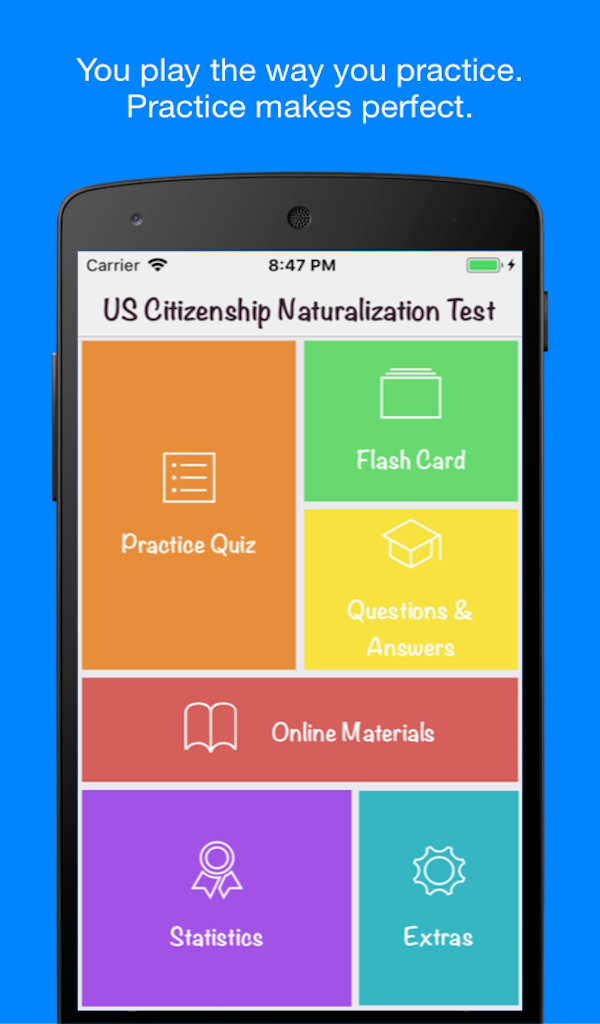 You play the way you practice.
Practice makes perfect.
Carrier 8:47 PM
US Citizenship Naturalization Test
Practice Quiz
Flash Card
Questions &
Answers
Online Materials
Statistics
Extras